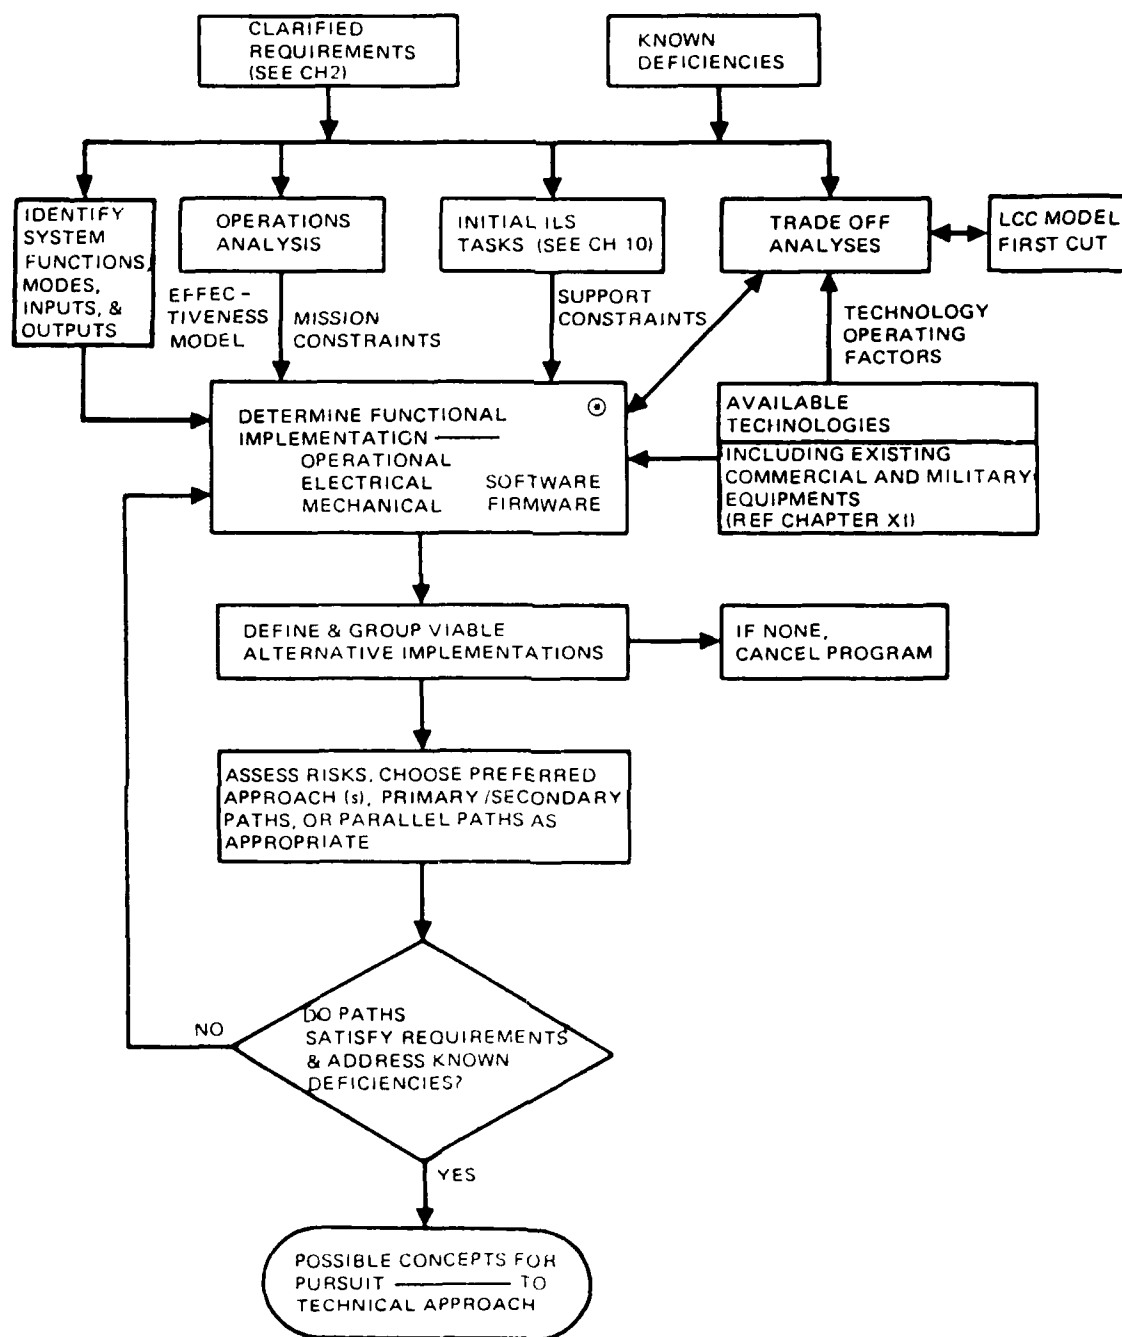 CLARIFIED
REQUIREMENTS
(SEE CH2)
KNOWN
DEFICIENCIES
IDENTIFY
SYSTEM
FUNCTIONS,
MODES,
INPUTS, &
OUTPUTS
OPERATIONS
ANALYSIS
INITIAL ILS
TASKS (SEE CH 10)
TRADE OFF
ANALYSES
LCC MODEL
FIRST CUT
EFFEC-
TIVENESS
MODEL
MISSION
CONSTRAINTS
SUPPORT
CONSTRAINTS
TECHNOLOGY
OPERATING
FACTORS
DETERMINE FUNCTIONAL
IMPLEMENTATION
OPERATIONAL
ELECTRICAL SOFTWARE
MECHANICAL FIRMWARE
AVAILABLE
TECHNOLOGIES
INCLUDING EXISTING
COMMERCIAL AND MILITARY
EQUIPMENTS
(REF CHAPTER XI)
DEFINE & GROUP VIABLE
ALTERNATIVE IMPLEMENTATIONS
IF NONE,
CANCEL PROGRAM
ASSESS RISKS, CHOOSE PREFERRED
APPROACH (s), PRIMARY/SECONDARY
PATHS, OR PARALLEL PATHS AS
APPROPRIATE
NO
DO PATHS
SATISFY REQUIREMENTS
& ADDRESS KNOWN
DEFICIENCIES?
YES
POSSIBLE CONCEPTS FOR
PURSUIT ——— TO
TECHNICAL APPROACH